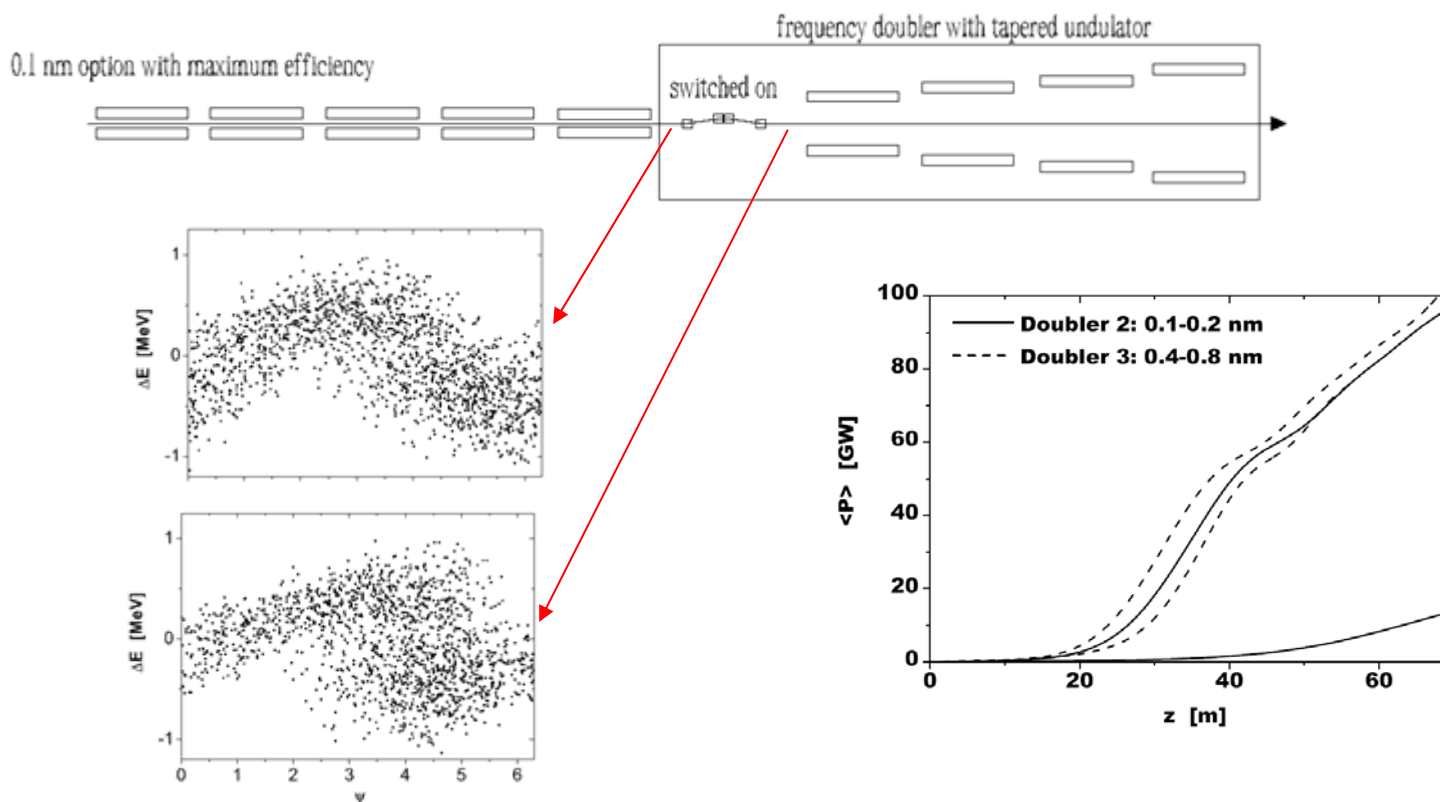 frequency doubler with tapered undulator
0.1 nm option with maximum efficiency
switched on
1
0
-1
ΔE [MeV]
1
0
-1
ΔE [MeV]
0 1 2 3 4 5 6
Ψ
100
80
60
40
20
0
<P> [GW]
Doubler 2: 0.1-0.2 nm
Doubler 3: 0.4-0.8 nm
0 20 40 60
z [m]